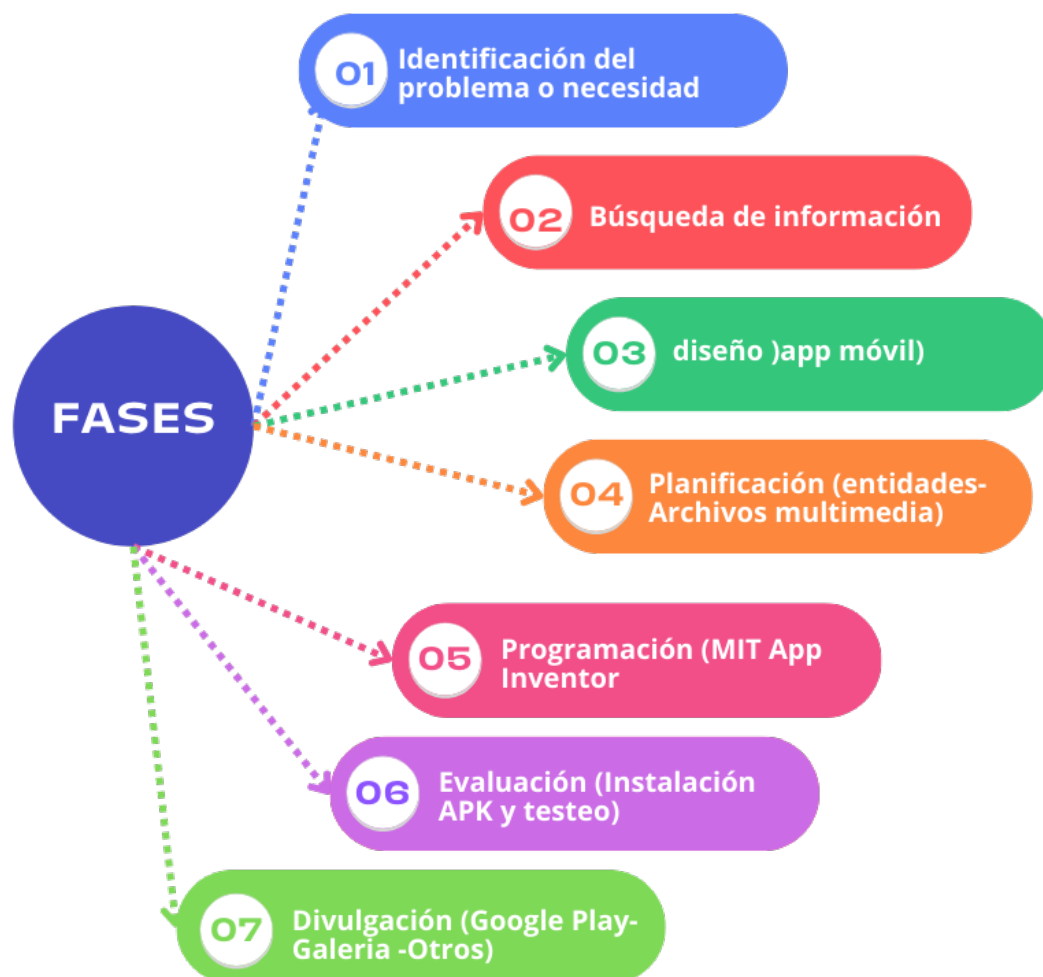 01
Identificación del
problema o necesidad
02
Búsqueda de información
03
diseño )app móvil)
FASES
04
Planificación (entidades-
Archivos multimedia)
05
Programación (MIT App
Inventor
06
Evaluación (Instalación
APK y testeo)
07
Divulgación (Google Play-
Galeria -Otros)